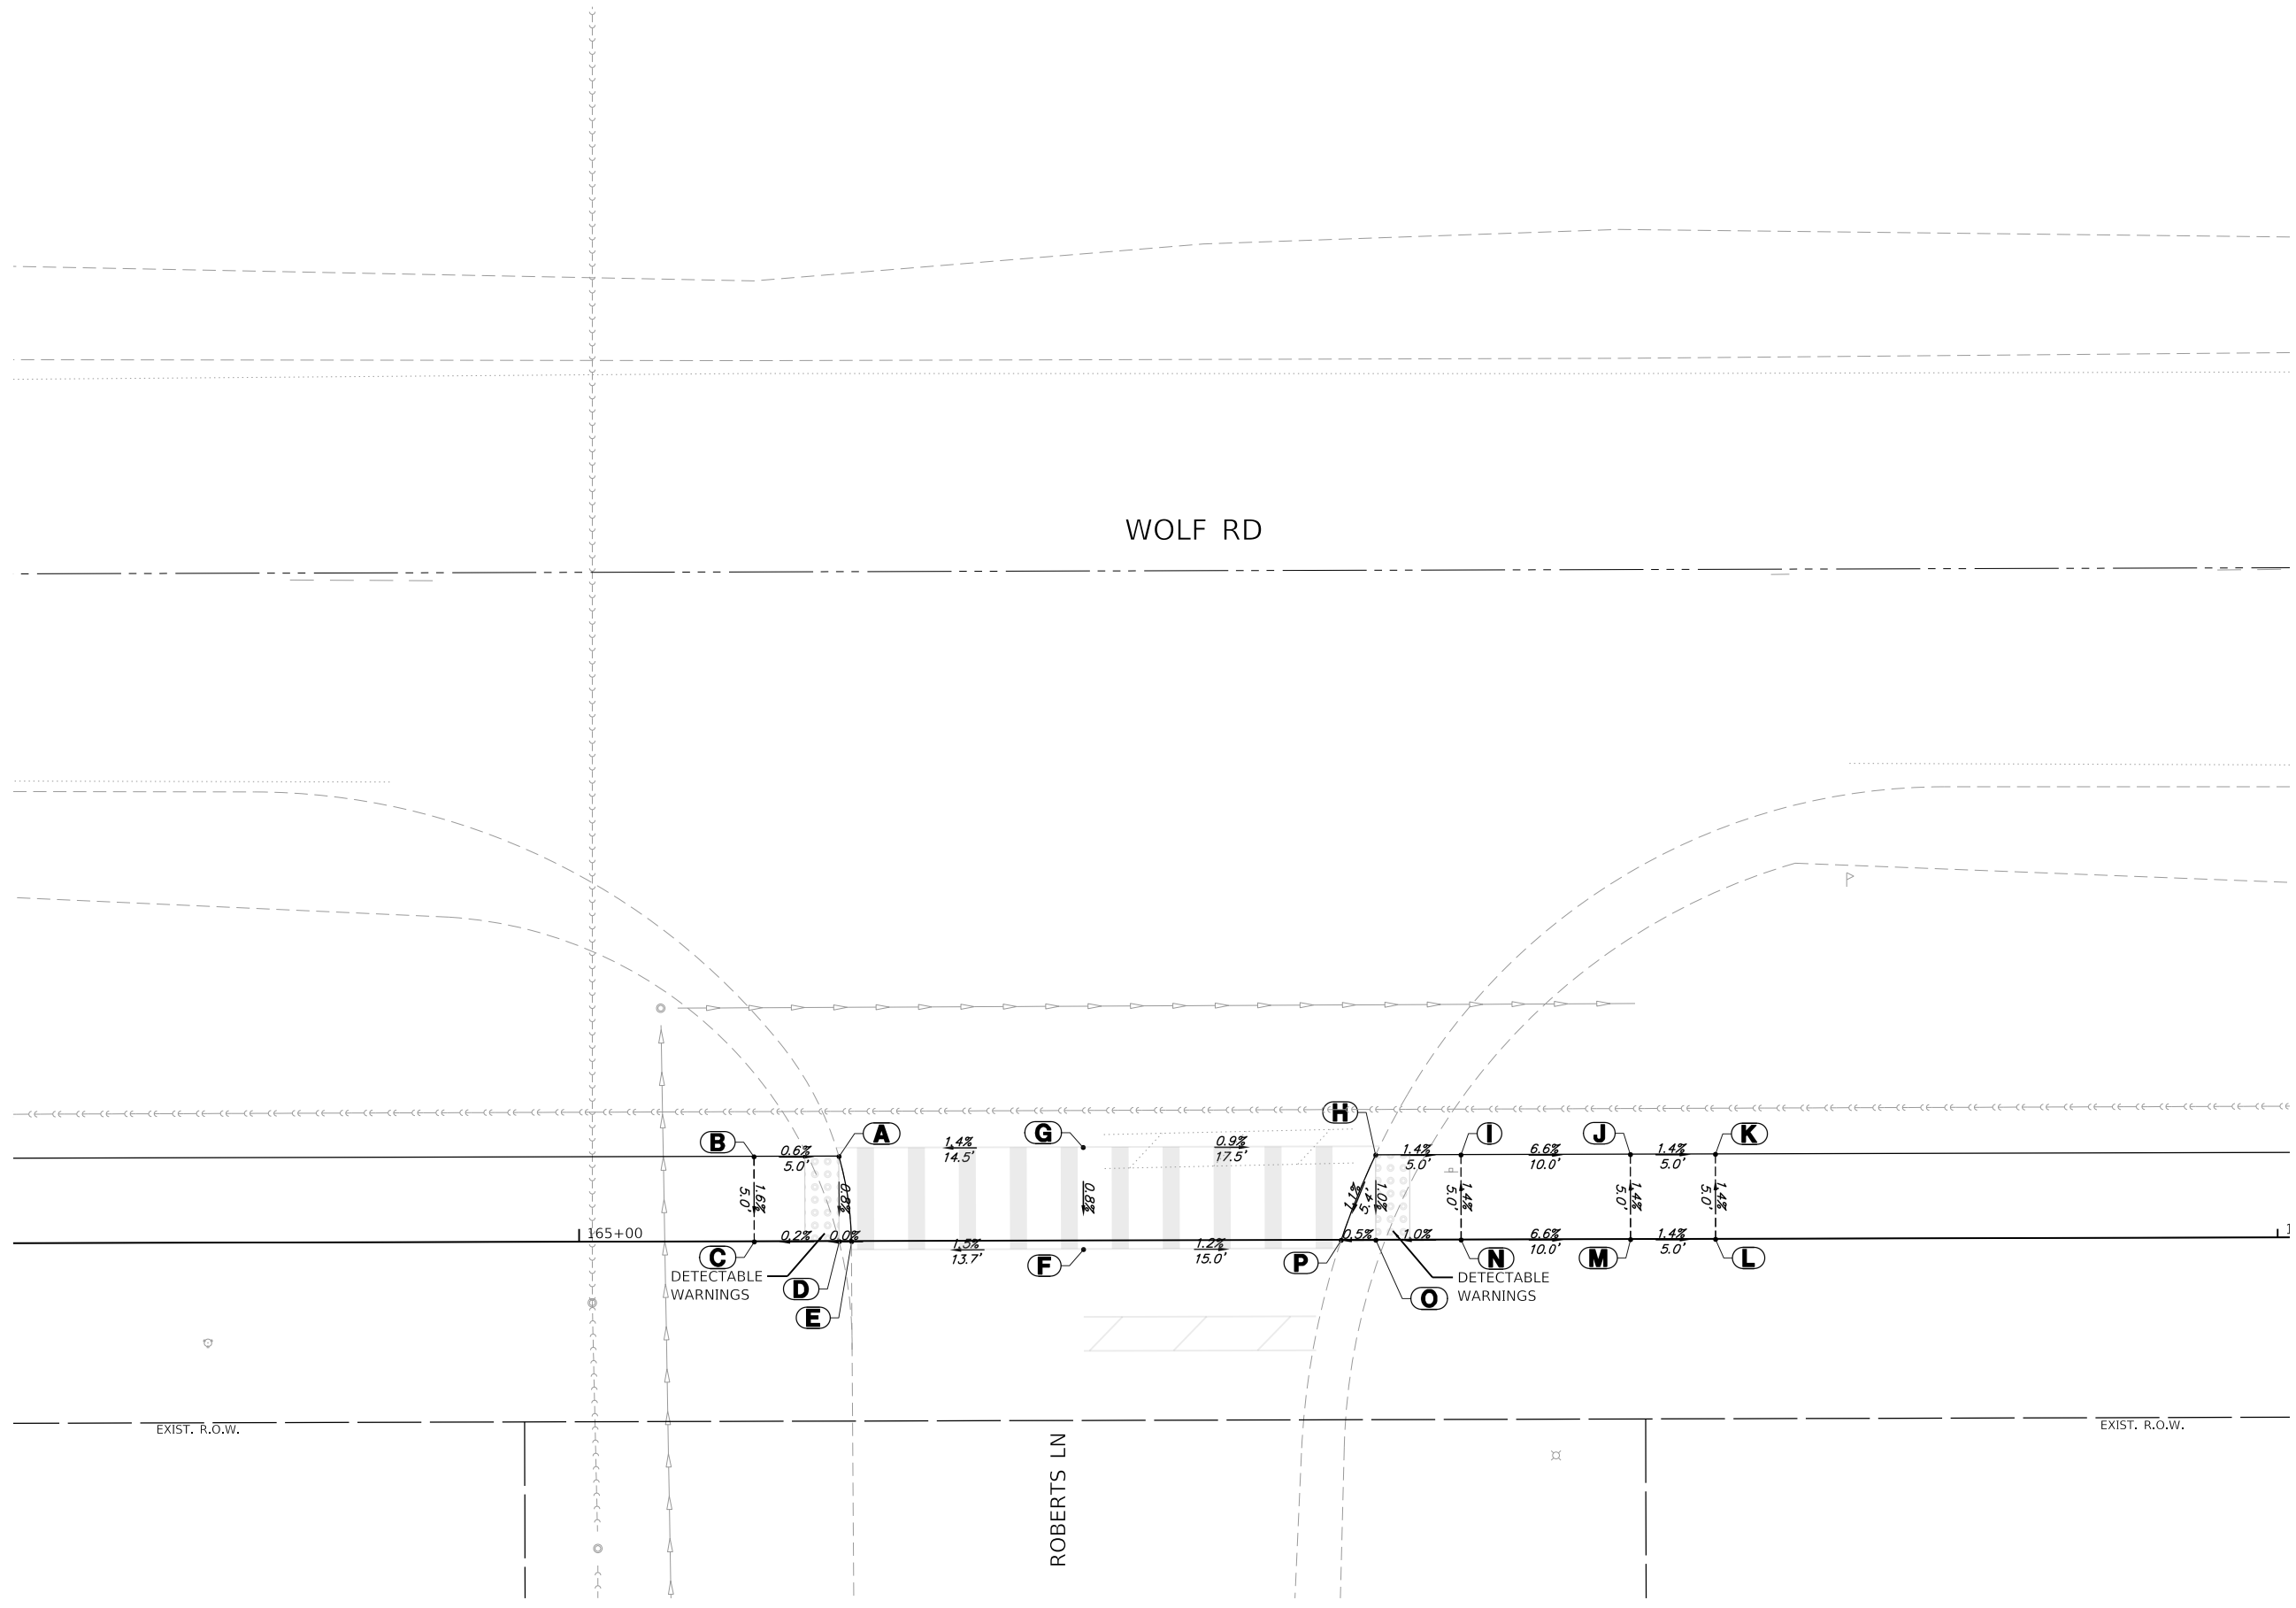 WOLF RD
H
B
A
G
I
J
K
0.6%
5.0'
1.4%
14.5'
0.9%
17.5'
1.4%
5.0'
6.6%
10.0'
1.4%
5.0'
1.6%
5.0'
0.8%
0.8%
1.1%
5.4'
1.0%
1.4%
5.0'
1.4%
5.0'
1.4%
5.0'
165+00
0.2%
0.0%
1.5%
13.7'
1.2%
15.0'
0.5%
1.0%
6.6%
10.0'
1.4%
5.0'
1
C
F
P
N
M
L
DETECTABLE
WARNINGS
D
E
DETECTABLE
WARNINGS
O
EXIST. R.O.W.
EXIST. R.O.W.
ROBERTS LN